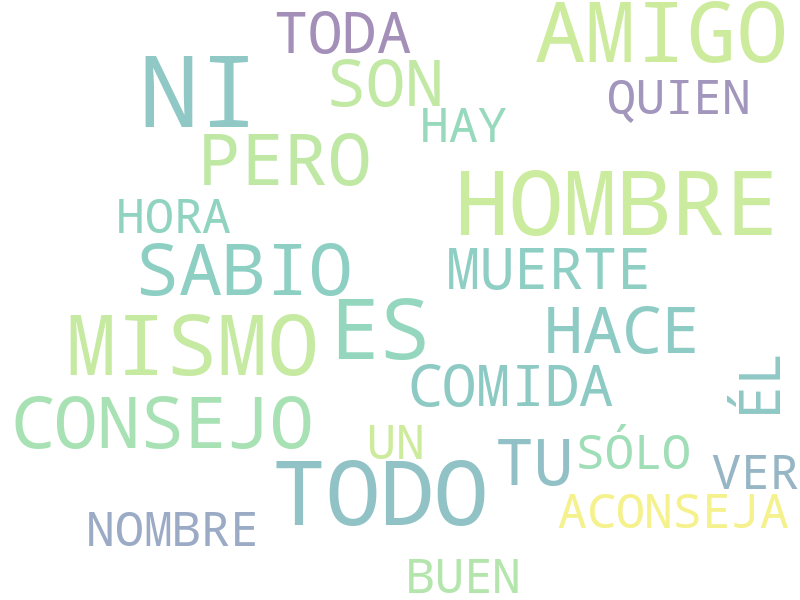 TODA
AMIGO
NI
SON
QUIEN
HAY
PERO
HOMBRE
HORA
SABIO
MUERTE
MISMO
ES
HACE
COMIDA
ÉL
CONSEJO
UN
TU
SÓLO
VER
TODO
ACONSEJA
NOMBRE
BUEN